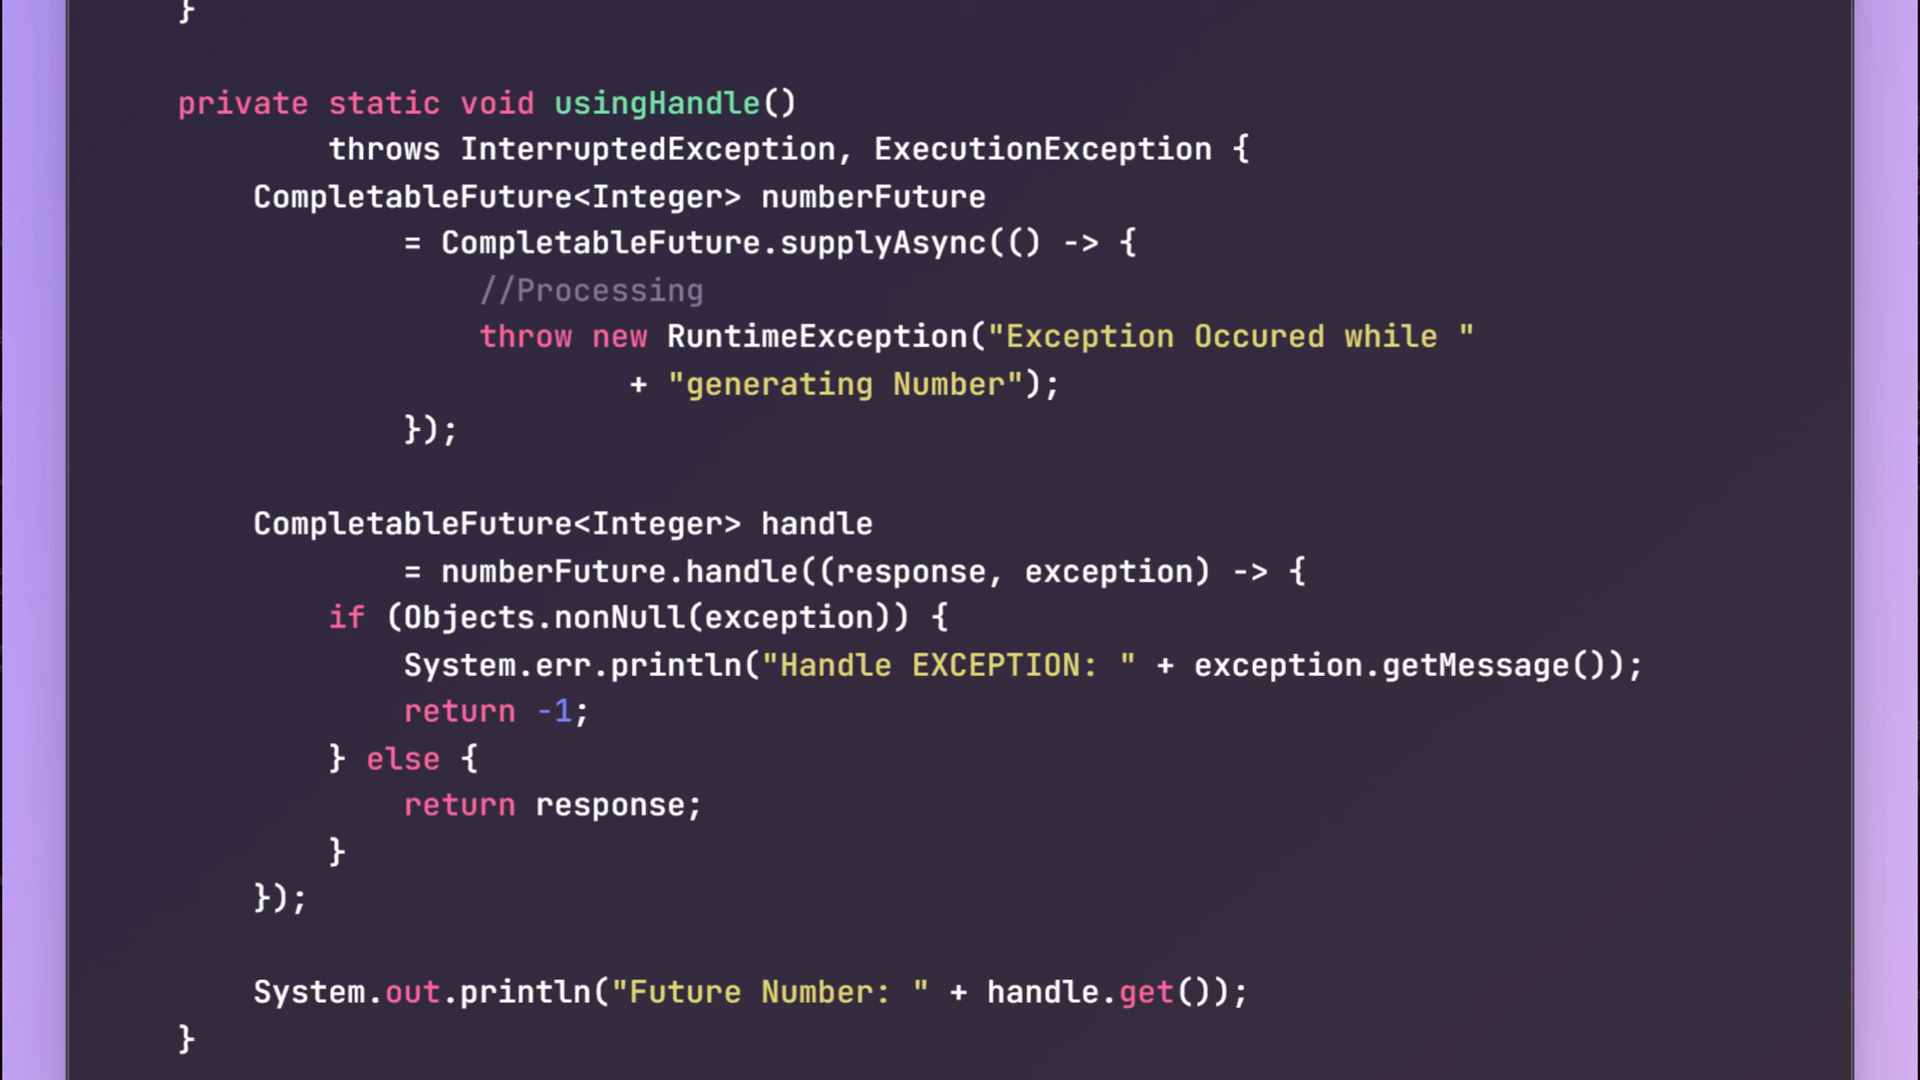 }
private static void usingHandle()
throws InterruptedException, ExecutionException {
CompletableFuture<Integer> numberFuture
= CompletableFuture.supplyAsync(() -> {
//Processing
throw new RuntimeException("Exception Occured while "
+ "generating Number");
});
CompletableFuture<Integer> handle
= numberFuture.handle((response, exception) -> {
if (Objects.nonNull(exception)) {
System.err.println("Handle EXCEPTION: " + exception.getMessage());
return -1;
} else {
return response;
}
});
System.out.println("Future Number: " + handle.get());
}